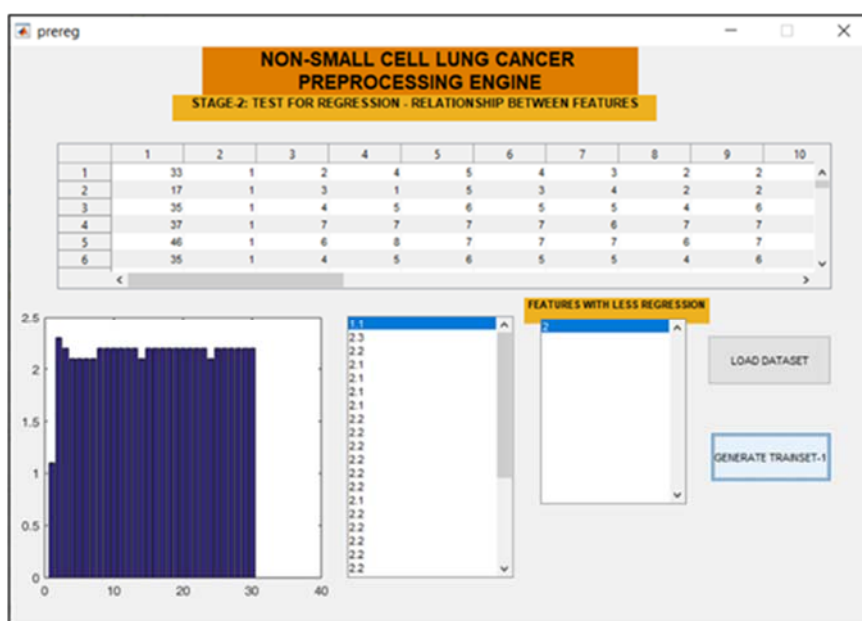 prereg
NON-SMALL CELL LUNG CANCER
PREPROCESSING ENGINE
STAGE-2: TEST FOR REGRESSION - RELATIONSHIP BETWEEN FEATURES
1 2 3 4 5 6 7 8 9 10
1 33 1 2 4 5 4 3 2 2
2 17 1 3 1 5 3 4 2 2
3 35 1 4 5 6 5 5 4 6
4 37 1 7 7 7 7 6 7 7
5 46 1 6 8 7 7 7 6 7
6 35 1 4 5 6 5 5 4 6
2.5
2
1.5
1
0.5
0
0 10 20 30 40
1.1
2.3
2.2
2.1
2.1
2.1
2.1
2.2
2.2
2.2
2.2
2.2
2.2
2.1
2.2
2.2
2.2
2.2
2.2
FEATURES WITH LESS REGRESSION
2
LOAD DATASET
GENERATE TRAINSET-1